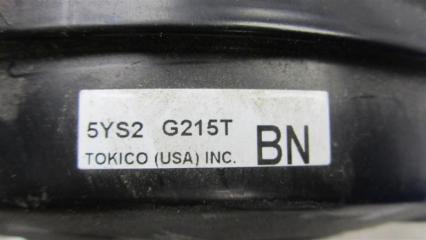 5YS2 G215T
TOKICO (USA) INC. BN